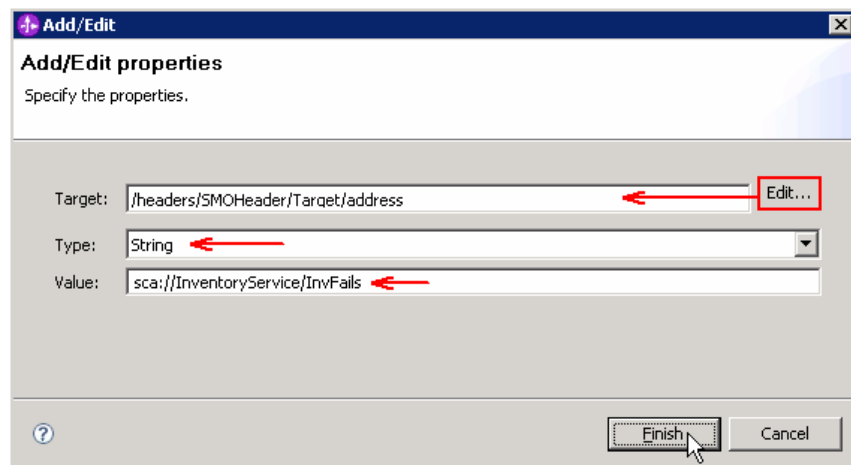 Add/Edit
Add/Edit properties
Specify the properties.
Target: /headers/SMOHeader/Target/address Edit...
Type: String
Value: sca://InventoryService/InvFails
Finish Cancel